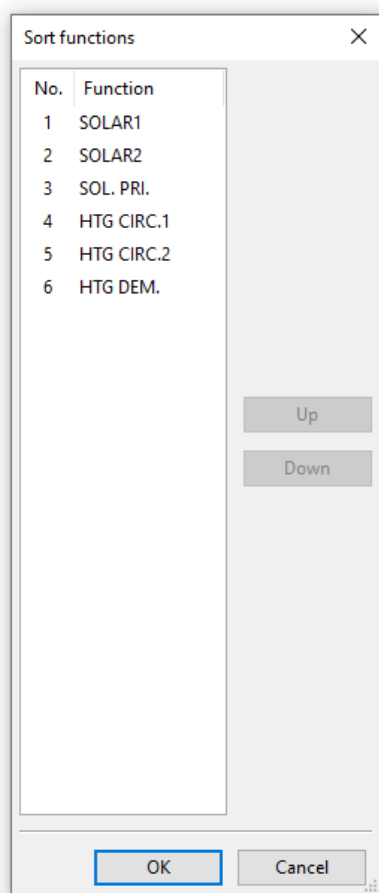 Sort functions
No. Function
1 SOLAR1
2 SOLAR2
3 SOL. PRI.
4 HTG CIRC.1
5 HTG CIRC.2
6 HTG DEM.
Up
Down
OK Cancel